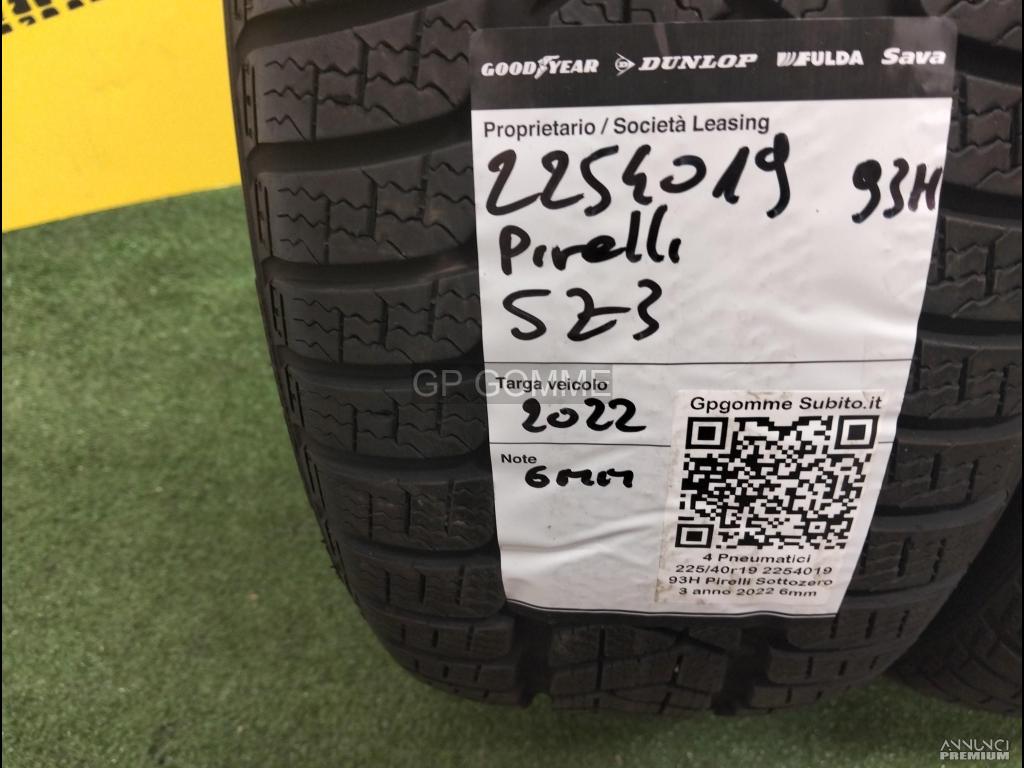 GOODYEAR DUNLOP FULDA Sava
Proprietario / Società Leasing
2254019 93H
Pirelli
SZ3
Targa veicolo
2022
Note
6MM
Gpgomme Subito.it
4 Pneumatici
225/40r19 2254019
93H Pirelli Sottozero
3 anno 2022 6mm
GP GOMME
ANNUNCI
PREMIUM